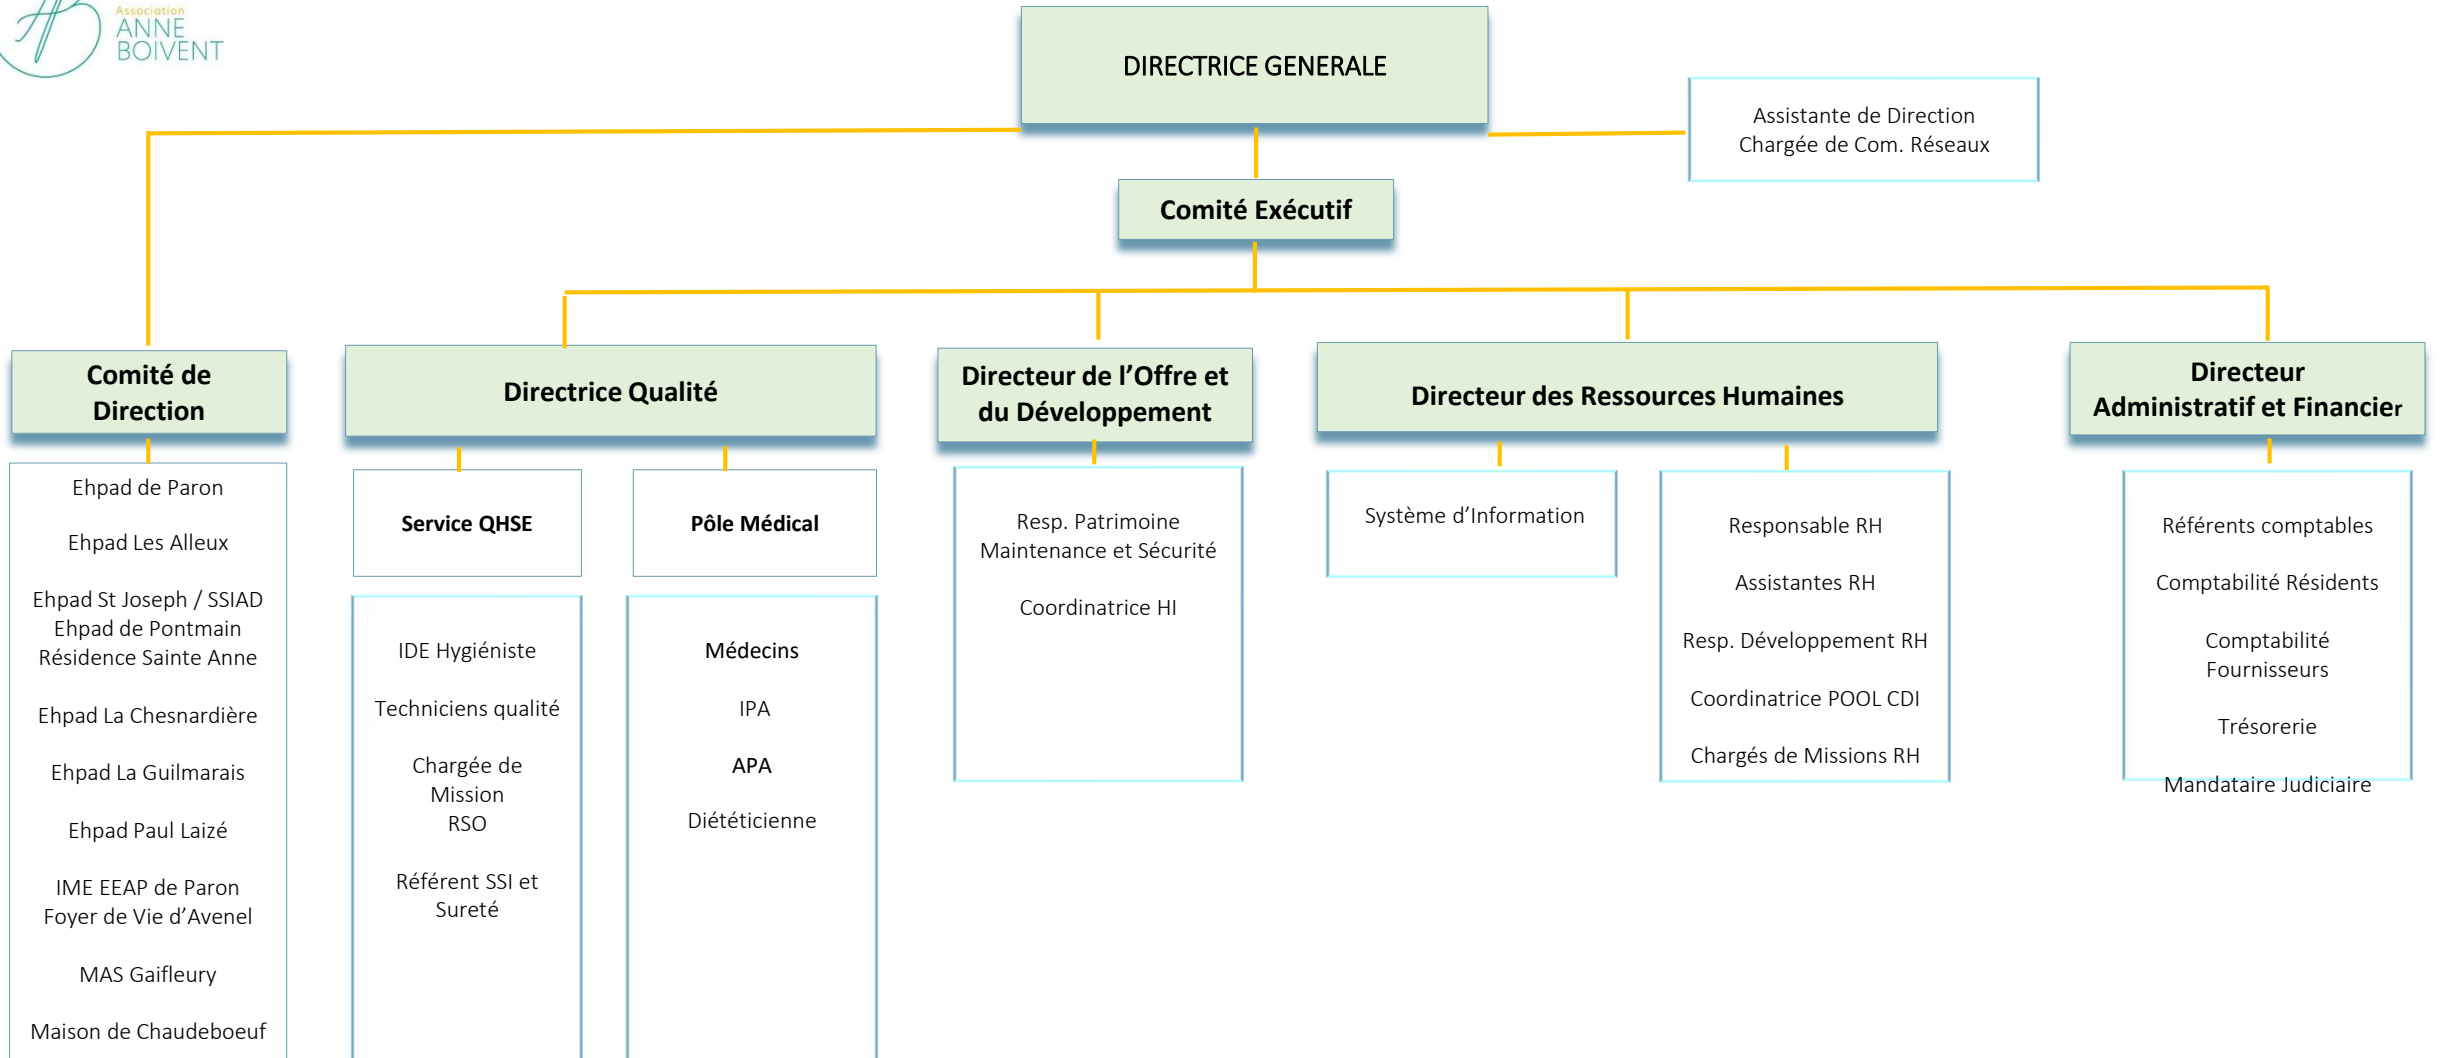 Association
ANNE
BOIVENT
DIRECTRICE GENERALE
Assistante de Direction
Chargée de Com. Réseaux
Comité Exécutif
Comité de
Direction
Ehpad de Paron
Ehpad Les Alleux
Ehpad St Joseph / SSIAD
Ehpad de Pontmain
Résidence Sainte Anne
Ehpad La Chesnardière
Ehpad La Guilmarais
Ehpad Paul Laizé
IME EEAP de Paron
Foyer de Vie d’Avenel
MAS Gaifleury
Maison de Chaudeboeuf
Directrice Qualité
Service QHSE
IDE Hygiéniste
Techniciens qualité
Chargée de
Mission
RSO
Référent SSI et
Sureté
Pôle Médical
Médecins
IPA
APA
Diététicienne
Directeur de l’Offre et
du Développement
Resp. Patrimoine
Maintenance et Sécurité
Coordinatrice HI
Directeur des Ressources Humaines
Système d’Information
Responsable RH
Assistantes RH
Resp. Développement RH
Coordinatrice POOL CDI
Chargés de Missions RH
Directeur
Administratif et Financier
Référents comptables
Comptabilité Résidents
Comptabilité
Fournisseurs
Trésorerie
Mandataire Judiciaire